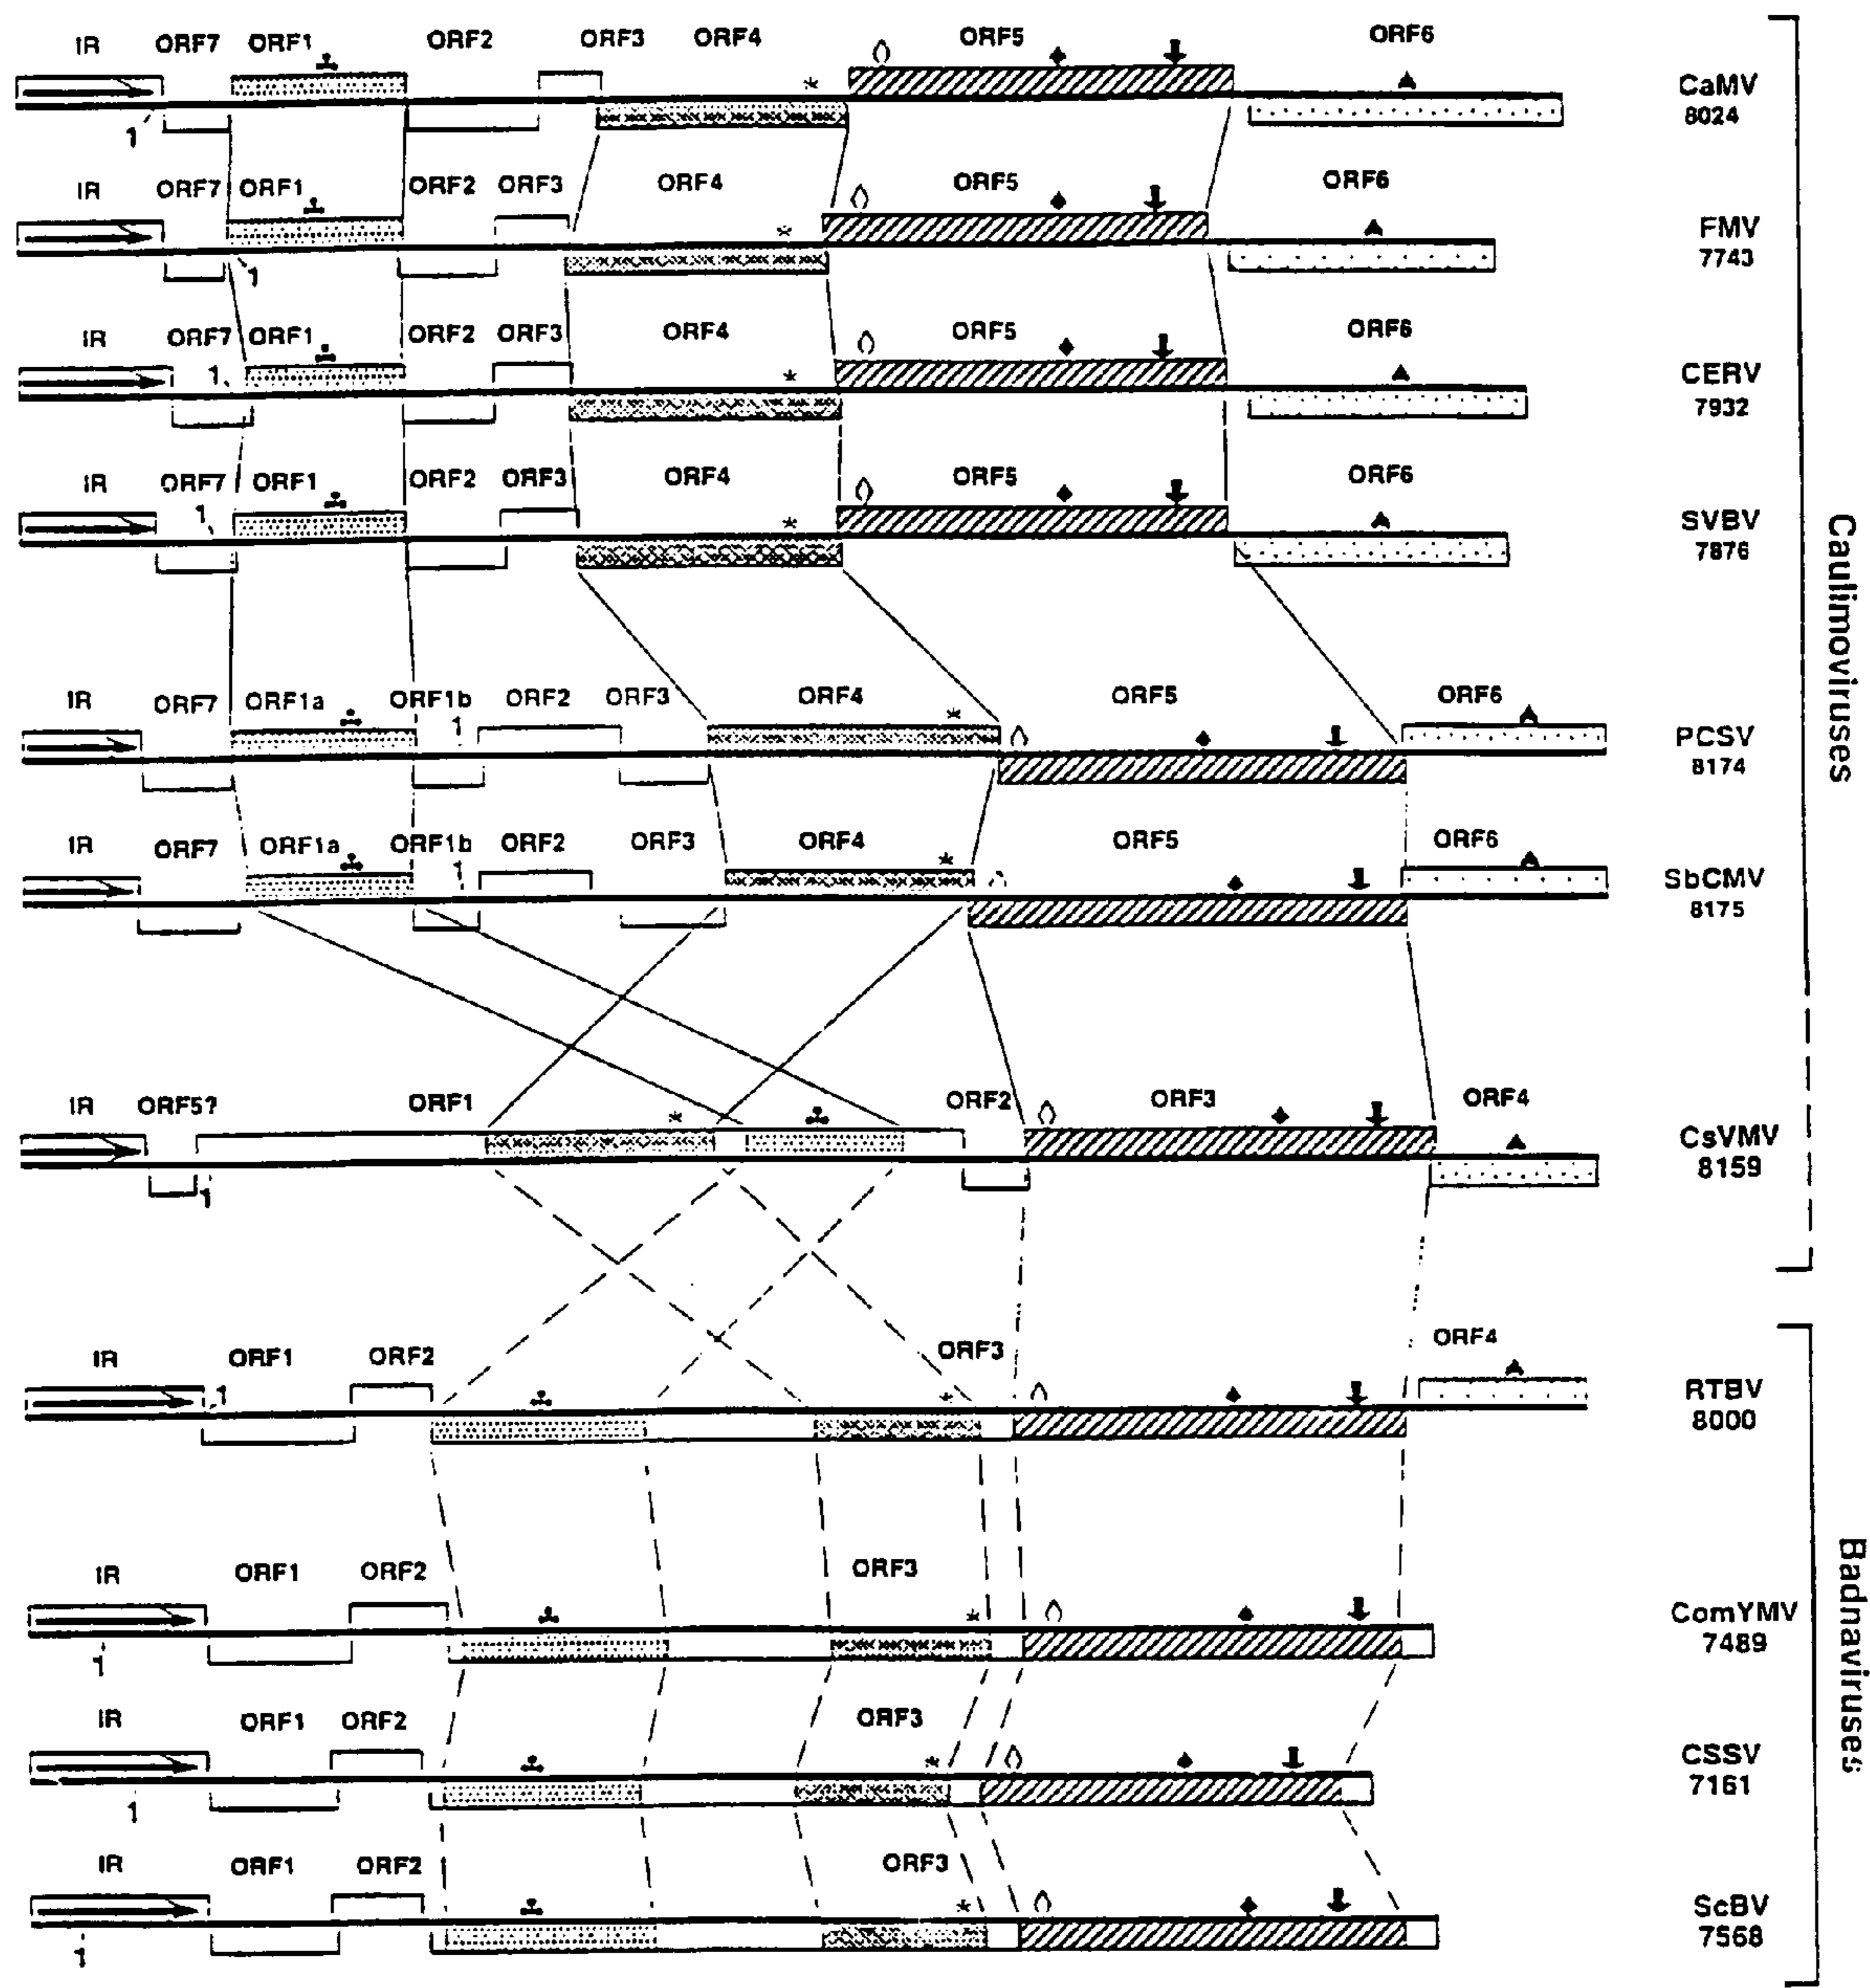 IR ORF7 ORF1 ORF2 ORF3 ORF4 ORF5 ORF6
* CaMV
1 8024
IR ORF7 ORF1 ORF2 ORF3 ORF4 ORF5 ORF6
* FMV
1 7743
IR ORF7 ORF1 ORF2 ORF3 ORF4 ORF5 ORF6
1 * CERV
7932
IR ORF7 ORF1 ORF2 ORF3 ORF4 ORF5 ORF6
1 * SVBV
7876
Caulimoviruses
IR ORF7 ORF1a ORF1b ORF2 ORF3 ORF4 ORF5 ORF6
1 * PCSV
8174
IR ORF7 ORF1a ORF1b ORF2 ORF3 ORF4 ORF5 ORF6
1 * SbCMV
8175
IR ORF5? ORF1 ORF2 ORF3 ORF4
* CsVMV
1 8159
IR ORF1 ORF2 ORF3 ORF4
1 * RTBV
8000
IR ORF1 ORF2 ORF3
* ComYMV
1 7489
Badnaviruses
IR ORF1 ORF2 ORF3
* CSSV
1 7161
IR ORF1 ORF2 ORF3
* ScBV
1 7568